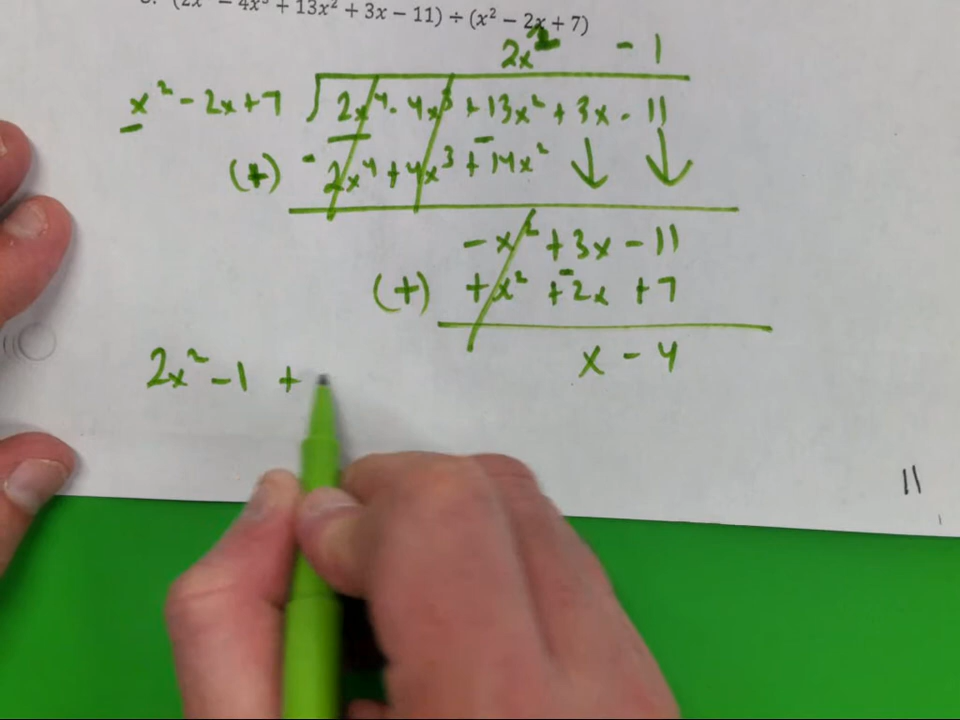 (2x⁴ − 4x³ + 13x² + 3x − 11) ÷ (x² − 2x + 7)
2x² - 1
x² - 2x + 7 2x⁴ - 4x³ + 13x² + 3x - 11
(+) - 2x⁴ + 4x³ + - 14x²
- x² + 3x - 11
(+) + x² + - 2x + 7
x - 4
2x² - 1 +
11